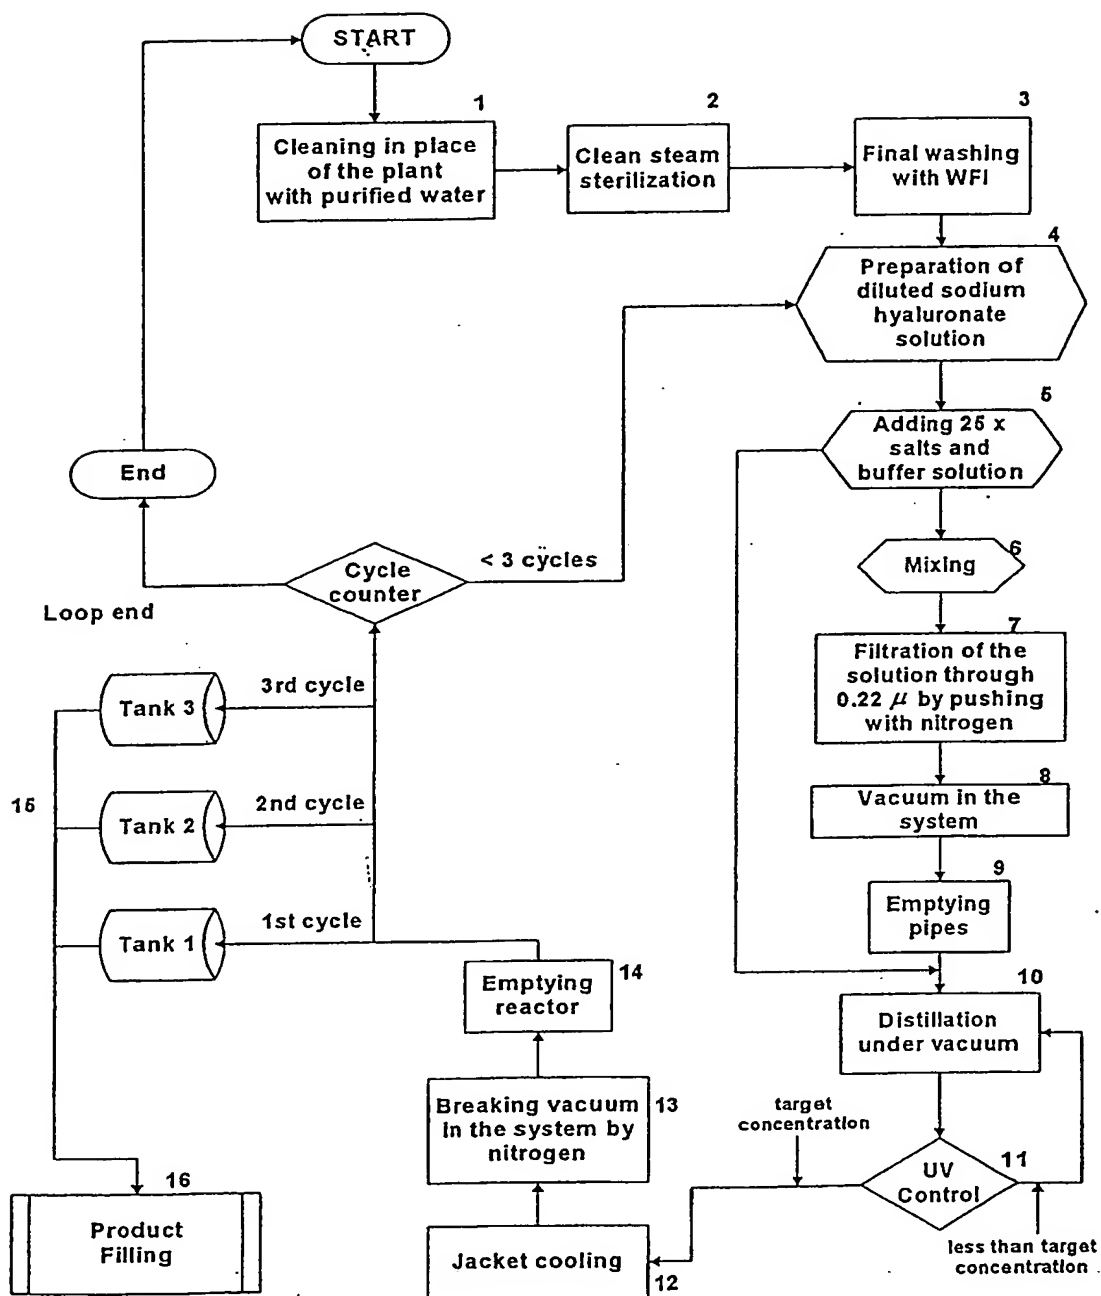 START
1
Cleaning in place
of the plant
with purified water
2
Clean steam
sterilization
3
Final washing
with WFI
4
Preparation of
diluted sodium
hyaluronate
solution
5
Adding 25 x
salts and
buffer solution
6
Mixing
7
Filtration of the
solution through
0.22 μ by pushing
with nitrogen
8
Vacuum in the
system
9
Emptying
pipes
10
Distillation
under vacuum
11
UV
Control
less than target
concentration
target
concentration
Jacket cooling
12
Breaking vacuum
in the system by
nitrogen
13
Emptying
reactor
14
1st cycle
Tank 1
2nd cycle
Tank 2
3rd cycle
Tank 3
15
Cycle
counter
< 3 cycles
Loop end
End
16
Product
Filling